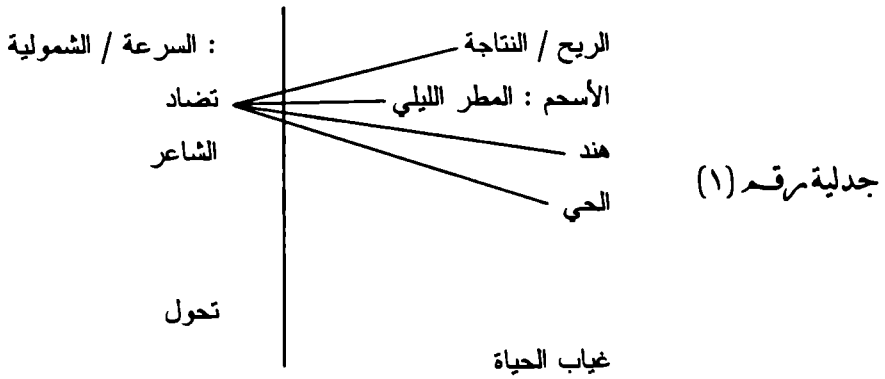 الريح / النتاجة : السرعة / الشمولية
الأسحم : المطر الليلي تضاد
هند الشاعر
الحي
جدلية رقم (١)
تحول
غياب الحياة